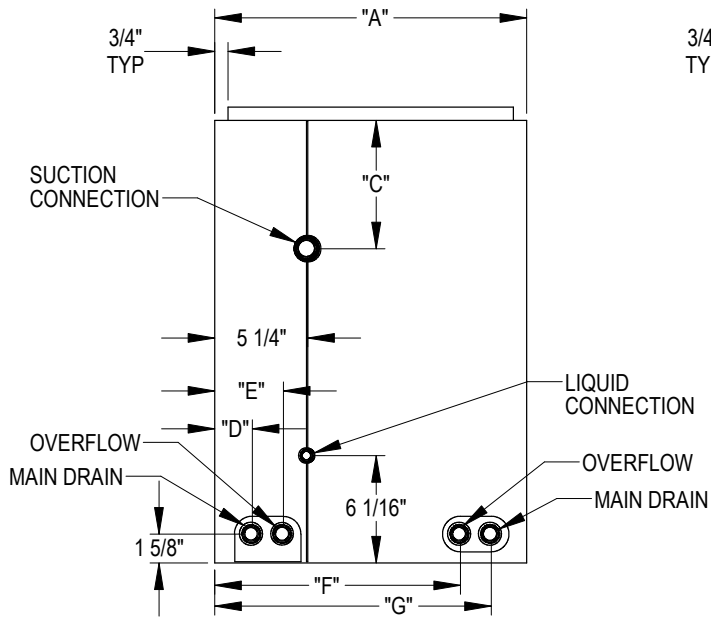 "A"
3/4"
TYP
3/4
TY
SUCTION
CONNECTION
"C"
5 1/4"
"E"
LIQUID
CONNECTION
"D"
OVERFLOW
OVERFLOW
MAIN DRAIN
6 1/16"
MAIN DRAIN
1 5/8"
"F"
"G"